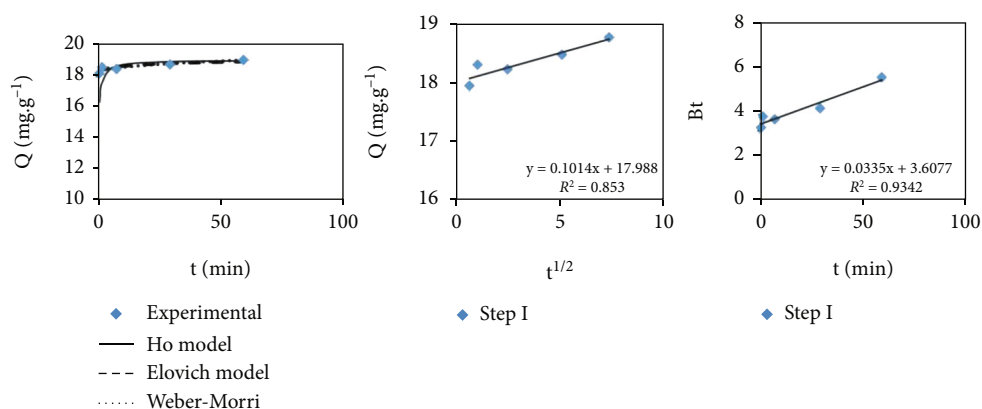 20
18
16
14
12
10
Q (mg.g⁻¹)
0
50
100
t (min)
Experimental
Ho model
Elovich model
Weber-Morri
19
18
17
16
Q (mg.g⁻¹)
y = 0.1014x + 17.988
R² = 0.853
0
5
10
t¹/²
Step I
8
6
4
2
0
Bt
y = 0.0335x + 3.6077
R² = 0.9342
0
50
100
t (min)
Step I